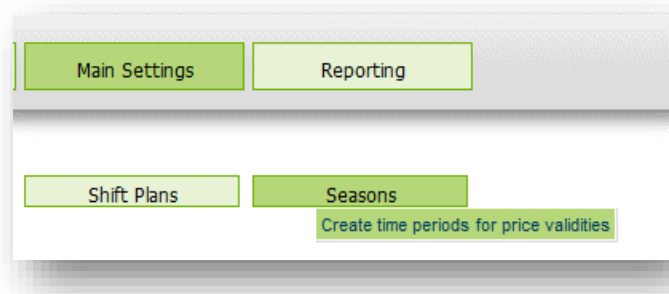 Main Settings
Reporting
Shift Plans
Seasons
Create time periods for price validities